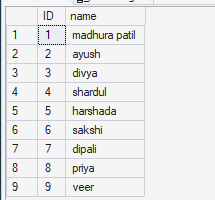 ID name
1 1 madhura patil
2 2 ayush
3 3 divya
4 4 shardul
5 5 harshada
6 6 sakshi
7 7 dipali
8 8 priya
9 9 veer